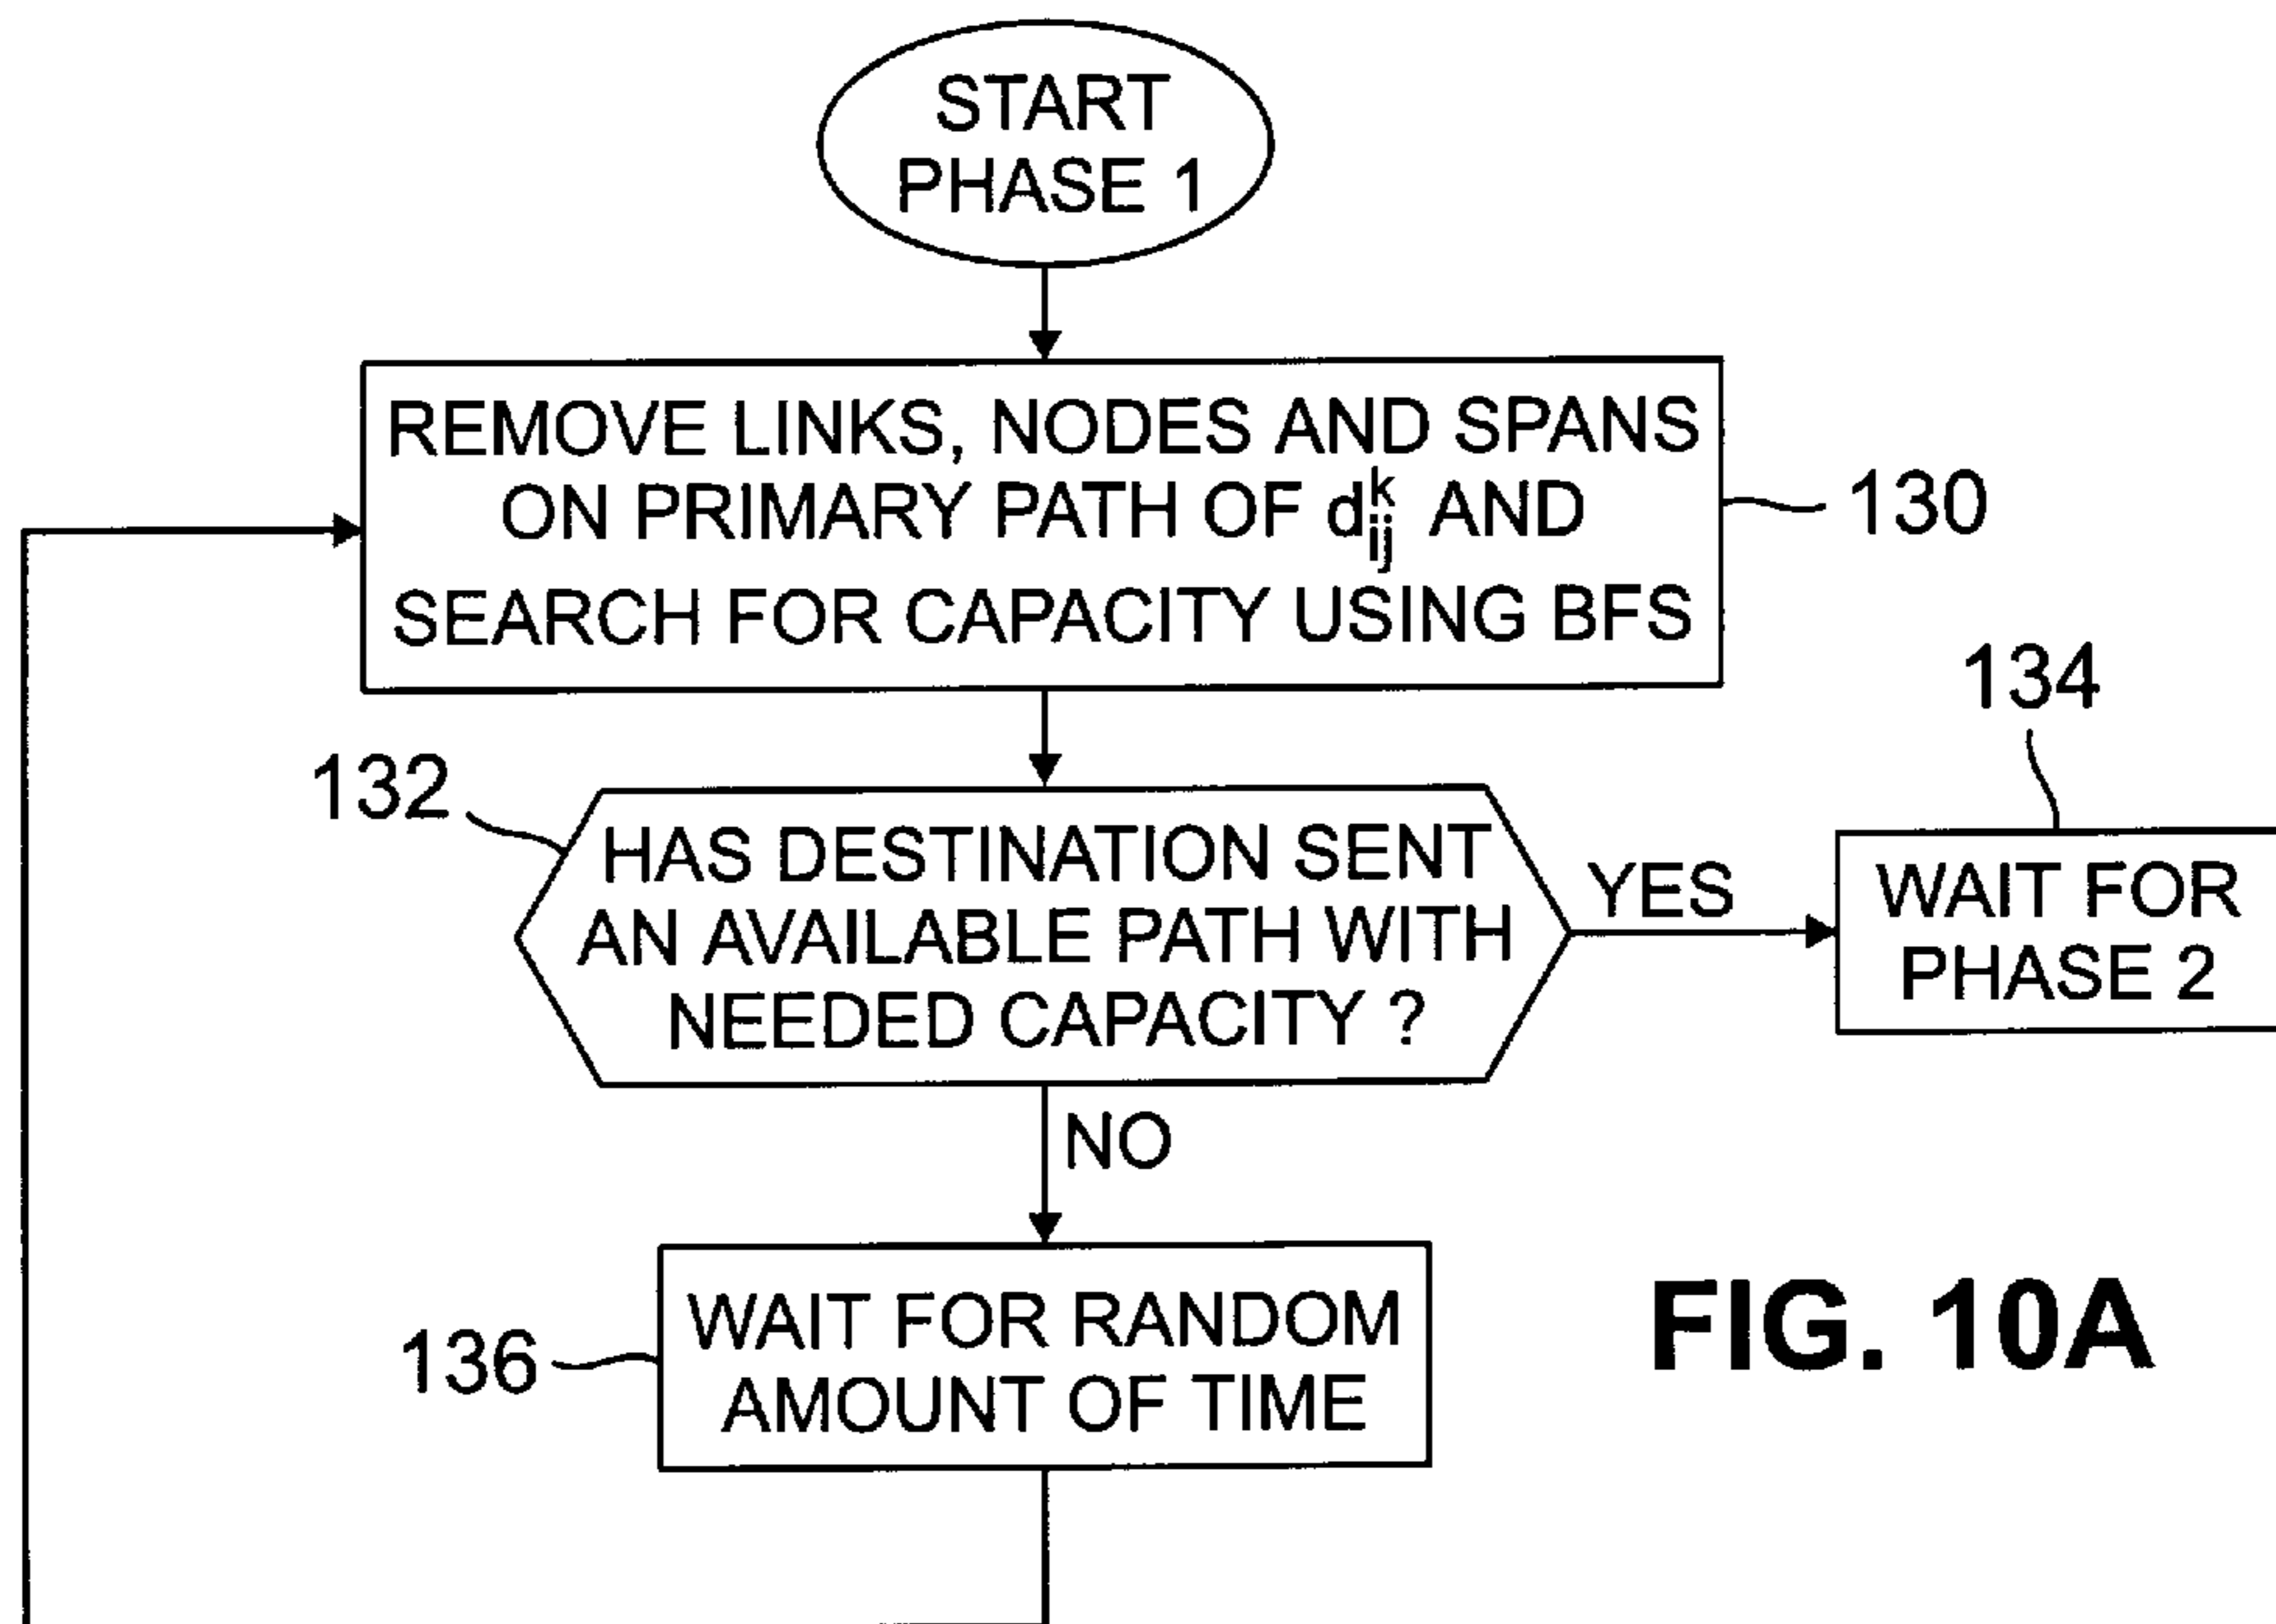 START
PHASE 1
REMOVE LINKS, NODES AND SPANS
ON PRIMARY PATH OF d^k_ij AND
SEARCH FOR CAPACITY USING BFS
130
132
HAS DESTINATION SENT
AN AVAILABLE PATH WITH
NEEDED CAPACITY ?
YES
134
WAIT FOR
PHASE 2
NO
136
WAIT FOR RANDOM
AMOUNT OF TIME
FIG. 10A